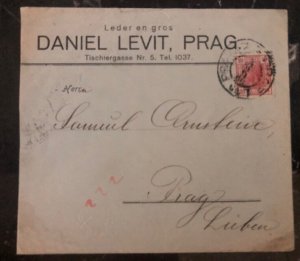 Leder en gros
DANIEL LEVIT, PRAG.
Tischlergasse Nr. 5. Tel. 1037.
Herrn
Samuel Arnstein,
Prag
Lieben